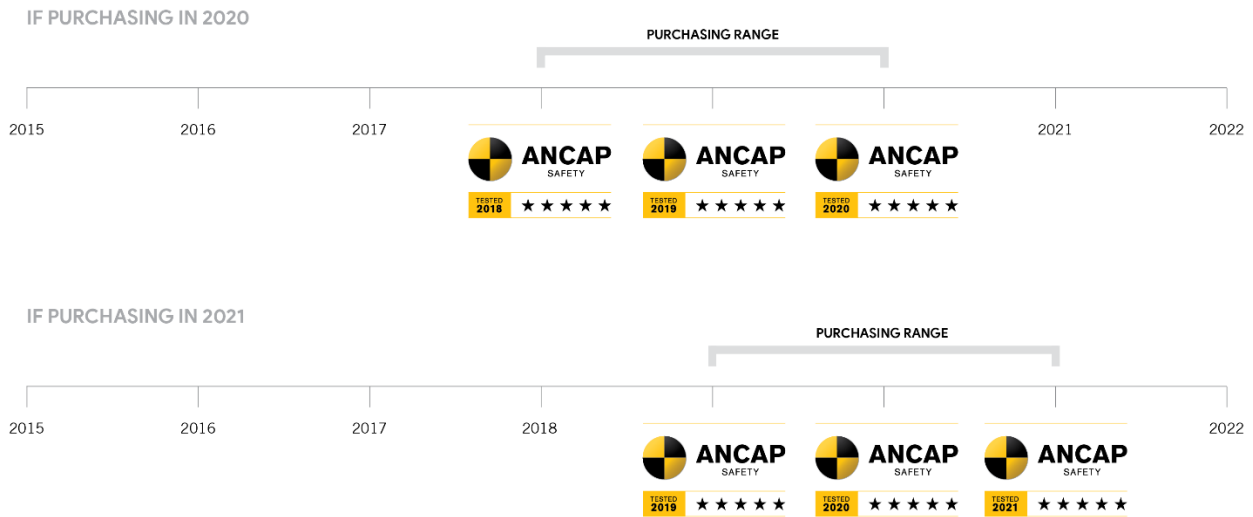 IF PURCHASING IN 2020
PURCHASING RANGE
2015 2016 2017 2021 2022
ANCAP ANCAP ANCAP
SAFETY SAFETY SAFETY
TESTED 2018 ★★★★★ TESTED 2019 ★★★★★ TESTED 2020 ★★★★★
IF PURCHASING IN 2021
PURCHASING RANGE
2015 2016 2017 2018 2022
ANCAP ANCAP ANCAP
SAFETY SAFETY SAFETY
TESTED 2019 ★★★★★ TESTED 2020 ★★★★★ TESTED 2021 ★★★★★